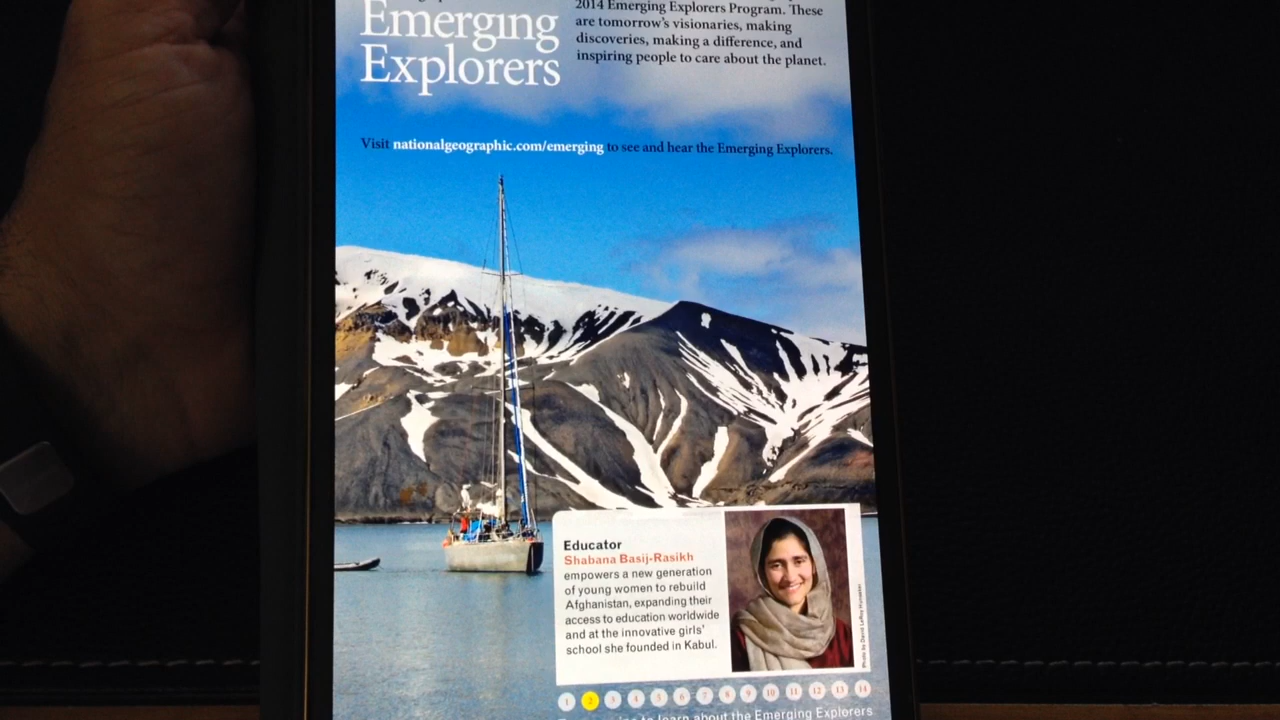 Emerging
Explorers
2014 Emerging Explorers Program. These
are tomorrow's visionaries, making
discoveries, making a difference, and
inspiring people to care about the planet.
Visit nationalgeographic.com/emerging to see and hear the Emerging Explorers.
Educator
Shabana Basij-Rasikh
empowers a new generation
of young women to rebuild
Afghanistan, expanding their
access to education worldwide
and at the innovative girls'
school she founded in Kabul.
1 2 3 4 5 6 7 8 9 10 11 12 13 14
to learn about the Emerging Explorers